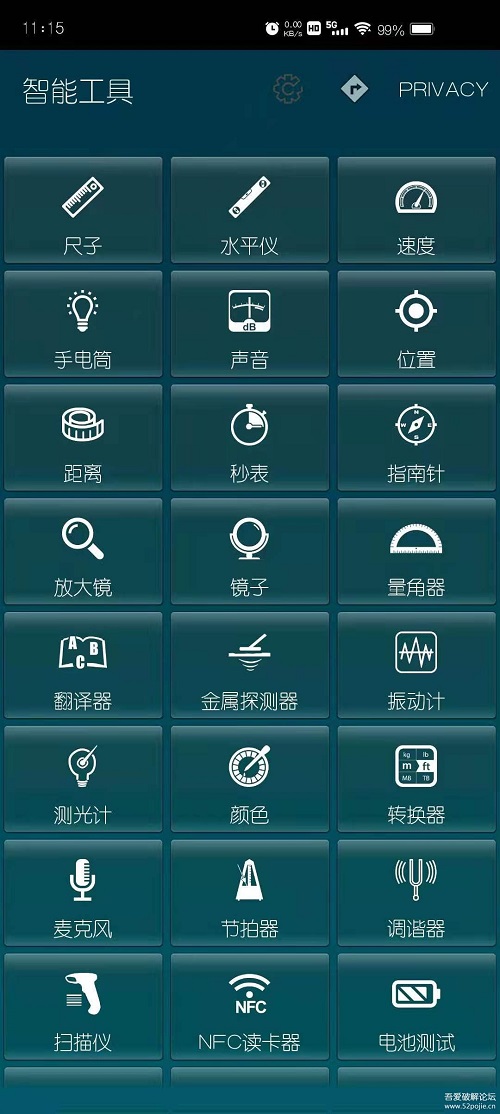 11:15
0.00
KB/s
HD
5G
99%
智能工具
PRIVACY
尺子
水平仪
速度
手电筒
dB
声音
位置
距离
秒表
N
W E
S
指南针
放大镜
镜子
量角器
A B
C
翻译器
金属探测器
振动计
测光计
颜色
kg lb
m ft
MB TB
转换器
麦克风
节拍器
调谐器
扫描仪
NFC
NFC读卡器
电池测试
吾爱破解论坛
www.52pojie.cn